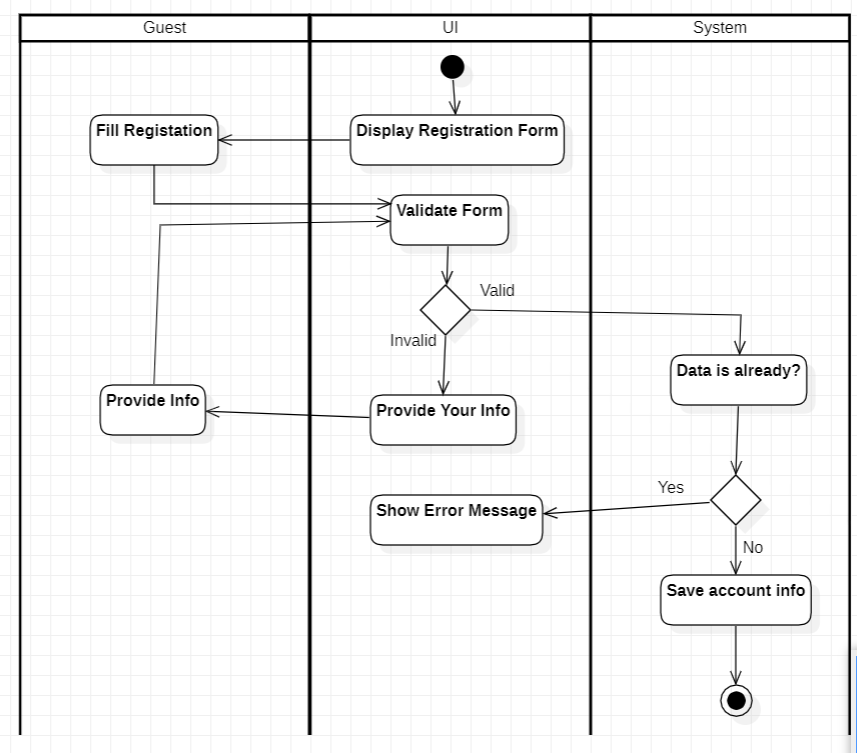 Guest
UI
System
Fill Registation
Display Registration Form
Validate Form
Valid
Invalid
Data is already?
Provide Info
Provide Your Info
Yes
Show Error Message
No
Save account info